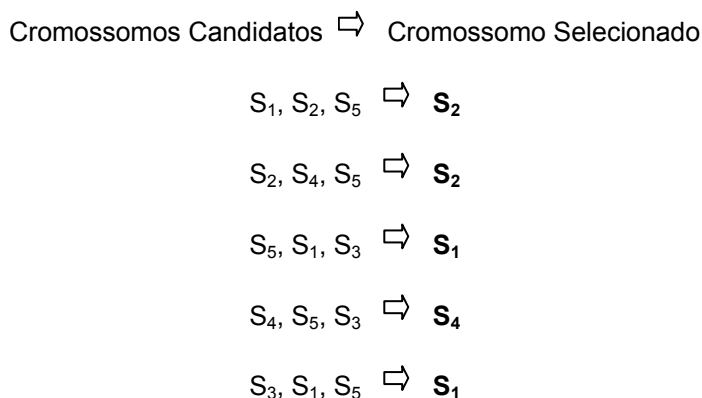 Cromossomos Candidatos ⇨ Cromossomo Selecionado
S₁, S₂, S₅ ⇨ S₂
S₂, S₄, S₅ ⇨ S₂
S₅, S₁, S₃ ⇨ S₁
S₄, S₅, S₃ ⇨ S₄
S₃, S₁, S₅ ⇨ S₁